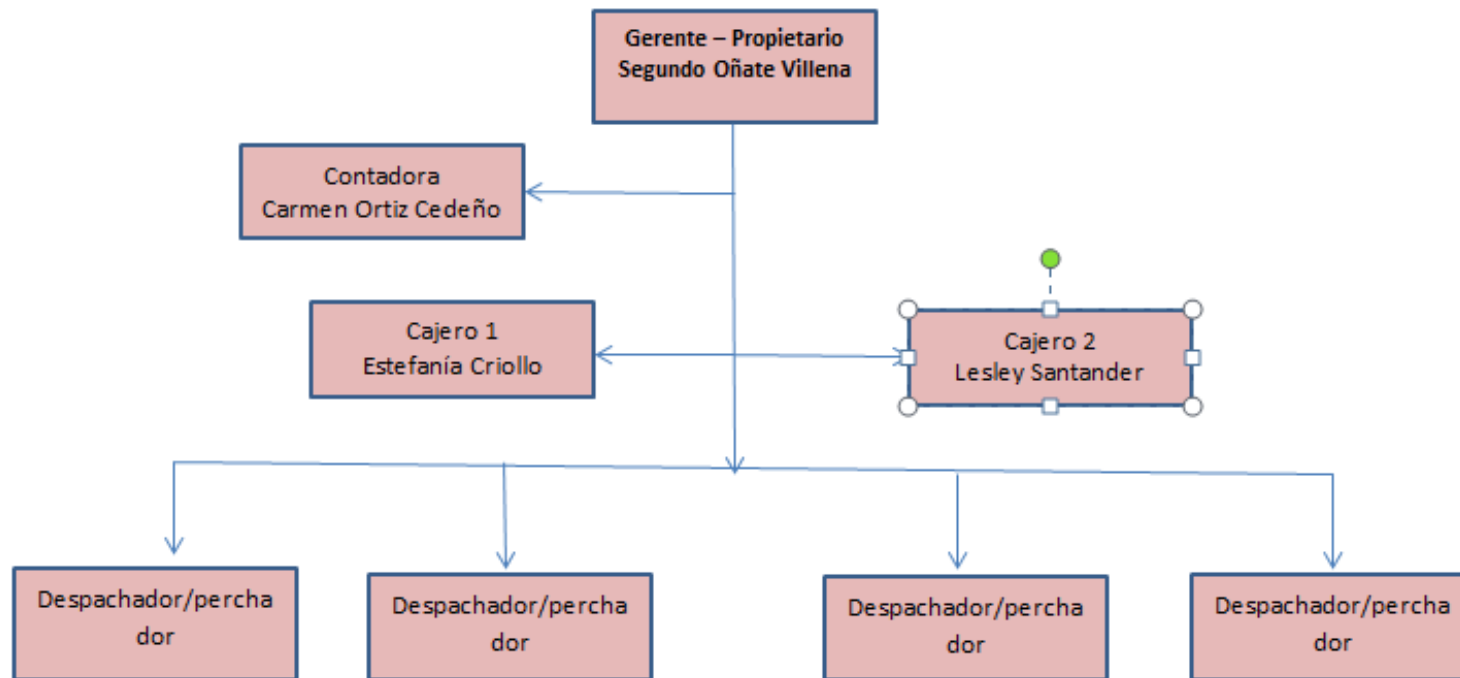 Gerente – Propietario
Segundo Oñate Villena
Contadora
Carmen Ortiz Cedeño
Cajero 1
Estefanía Criollo
Cajero 2
Lesley Santander
Despachador/percha
dor
Despachador/percha
dor
Despachador/percha
dor
Despachador/percha
dor